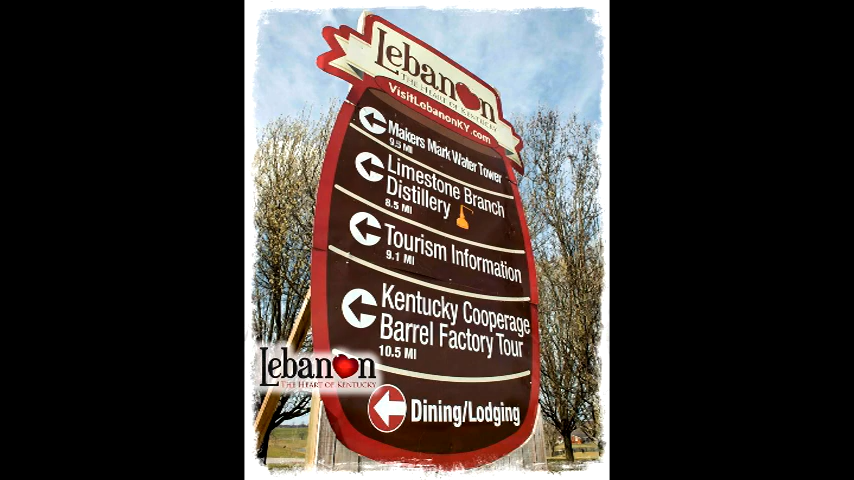 Lebanon
THE HEART OF KENTUCKY
VisitLebanonKY.com
Makers Mark Water Tower
9.5 MI
Limestone Branch
Distillery
8.5 MI
Tourism Information
9.1 MI
Kentucky Cooperage
Barrel Factory Tour
10.5 MI
Dining/Lodging
Lebanon
THE HEART OF KENTUCKY